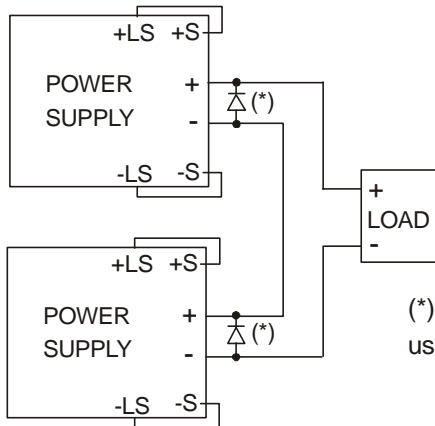 +LS +S
POWER
SUPPLY
+
-
(*)
-LS -S
+
LOAD
-
+LS +S
POWER
SUPPLY
+
-
(*)
-LS -S
(*)
us